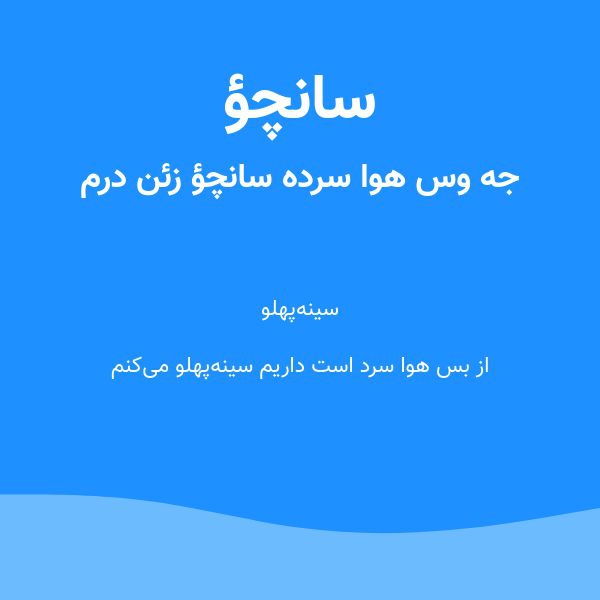 سانچؤ
جه وس هوا سرده سانچؤ زئن درم
سینه‌پهلو
از بس هوا سرد است داریم سینه‌پهلو می‌کنم